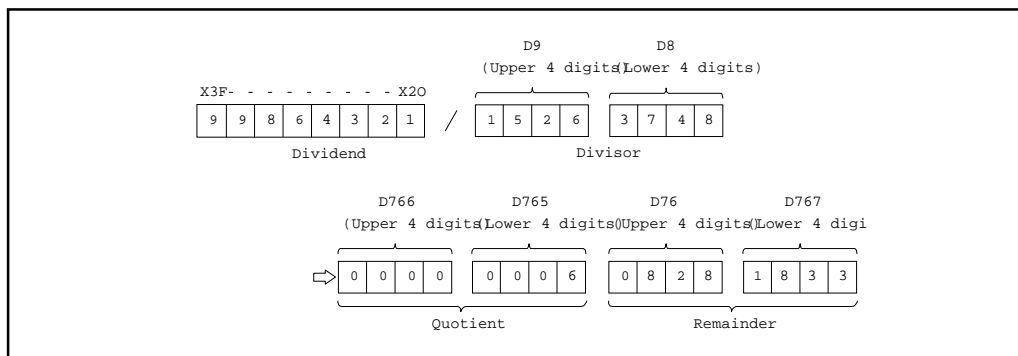 D9 D8
(Upper 4 digits) (Lower 4 digits)
X3F- - - - - - - - - X20
9 9 8 6 4 3 2 1 / 1 5 2 6 3 7 4 8
Dividend Divisor
D766 D765 D76 D767
(Upper 4 digits) (Lower 4 digits) (Upper 4 digits) (Lower 4 digi
0 0 0 0 0 0 0 6 0 8 2 8 1 8 3 3
Quotient Remainder